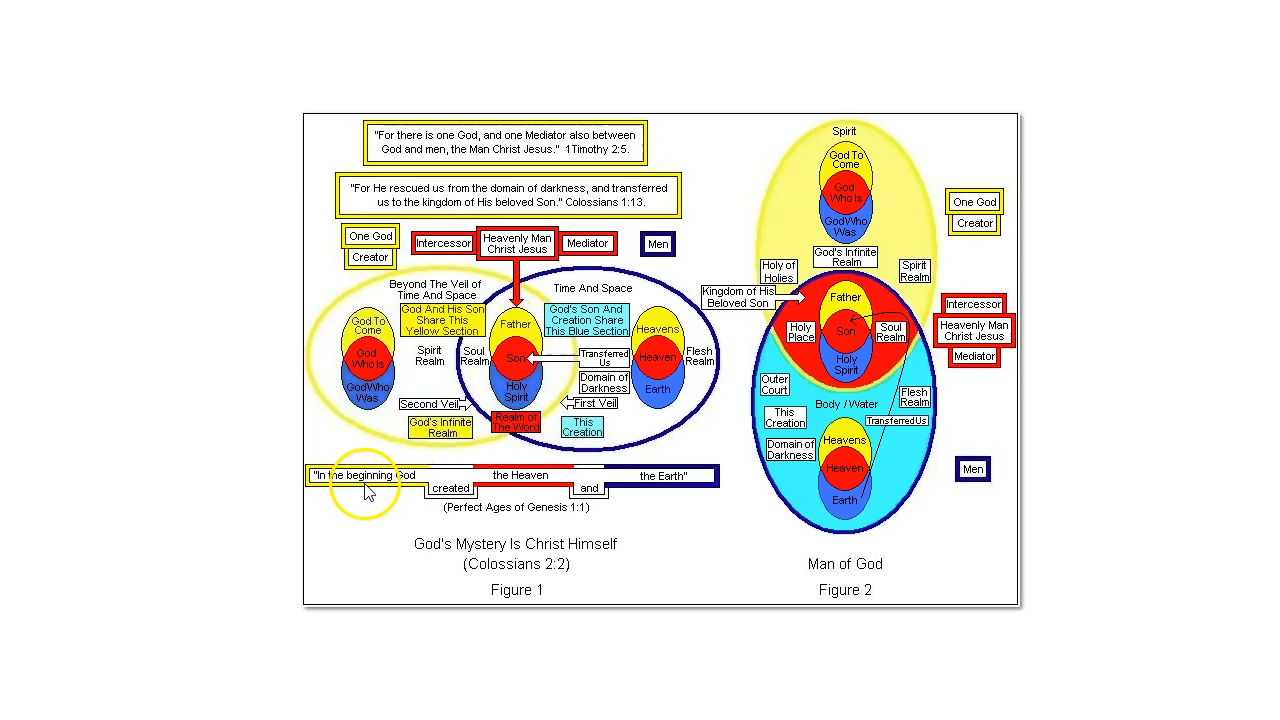 "For there is one God, and one Mediator also between
God and men, the Man Christ Jesus." 1Timothy 2:5.
"For He rescued us from the domain of darkness, and transferred
us to the kingdom of His beloved Son." Colossians 1:13.
One God
Creator
Intercessor
Heavenly Man
Christ Jesus
Mediator
Men
Beyond The Veil of
Time And Space
Time And Space
God And His Son
Share This
Yellow Section
God's Son And
Creation Share
This Blue Section
God To
Come
God
Who Is
GodWho
Was
Spirit
Realm
Soul
Realm
Father
Son
Holy
Spirit
Transferred
Us
Domain of
Darkness
Heavens
Heaven
Earth
Flesh
Realm
Second Veil
First Veil
God's Infinite
Realm
Realm of
The Word
This
Creation
"In the beginning God
created
the Heaven
and
the Earth"
(Perfect Ages of Genesis 1:1)
God's Mystery Is Christ Himself
(Colossians 2:2)
Figure 1
Spirit
God To
Come
God
Who Is
GodWho
Was
One God
Creator
God's Infinite
Realm
Holy of
Holies
Spirit
Realm
Kingdom of His
Beloved Son
Father
Son
Holy
Spirit
Holy
Place
Soul
Realm
Intercessor
Heavenly Man
Christ Jesus
Mediator
Outer
Court
Flesh
Realm
Body / Water
This
Creation
Transferred Us
Domain of
Darkness
Heavens
Heaven
Earth
Men
Man of God
Figure 2